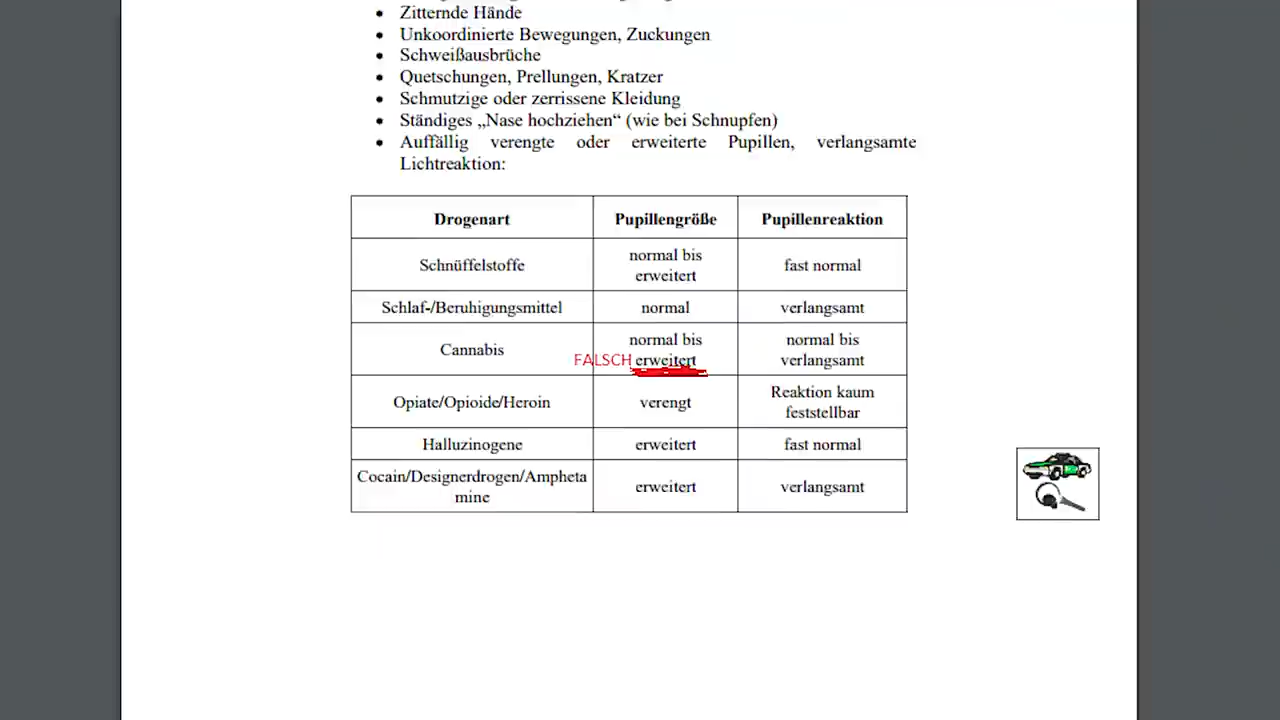 Zitternde Hände
Unkoordinierte Bewegungen, Zuckungen
Schweißausbrüche
Quetschungen, Prellungen, Kratzer
Schmutzige oder zerrissene Kleidung
Ständiges „Nase hochziehen“ (wie bei Schnupfen)
Auffällig verengte oder erweiterte Pupillen, verlangsamte
Lichtreaktion:
Drogenart Pupillengröße Pupillenreaktion
Schnüffelstoffe
normal bis
erweitert
fast normal
Schlaf-/Beruhigungsmittel normal verlangsamt
Cannabis
FALSCH
normal bis
erweitert
normal bis
verlangsamt
Opiate/Opioide/Heroin
verengt
Reaktion kaum
feststellbar
Halluzinogene erweitert fast normal
Cocain/Designerdrogen/Ampheta
mine
erweitert
verlangsamt